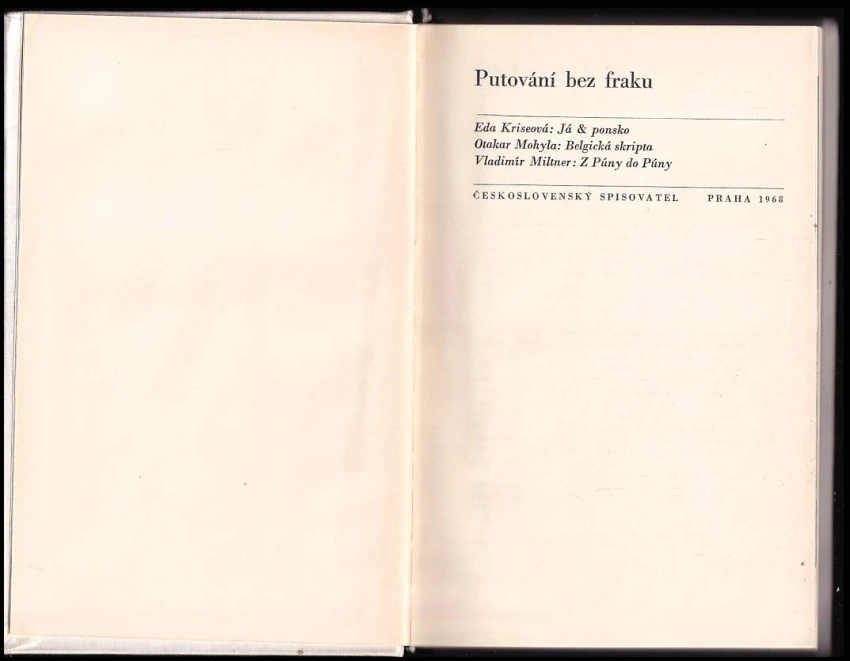 Putování bez fraku
Eda Kriseová: Já & ponsko
Otakar Mohyla: Belgická skripta
Vladimír Miltner: Z Púny do Púny
ČESKOSLOVENSKÝ SPISOVATEL PRAHA 1968